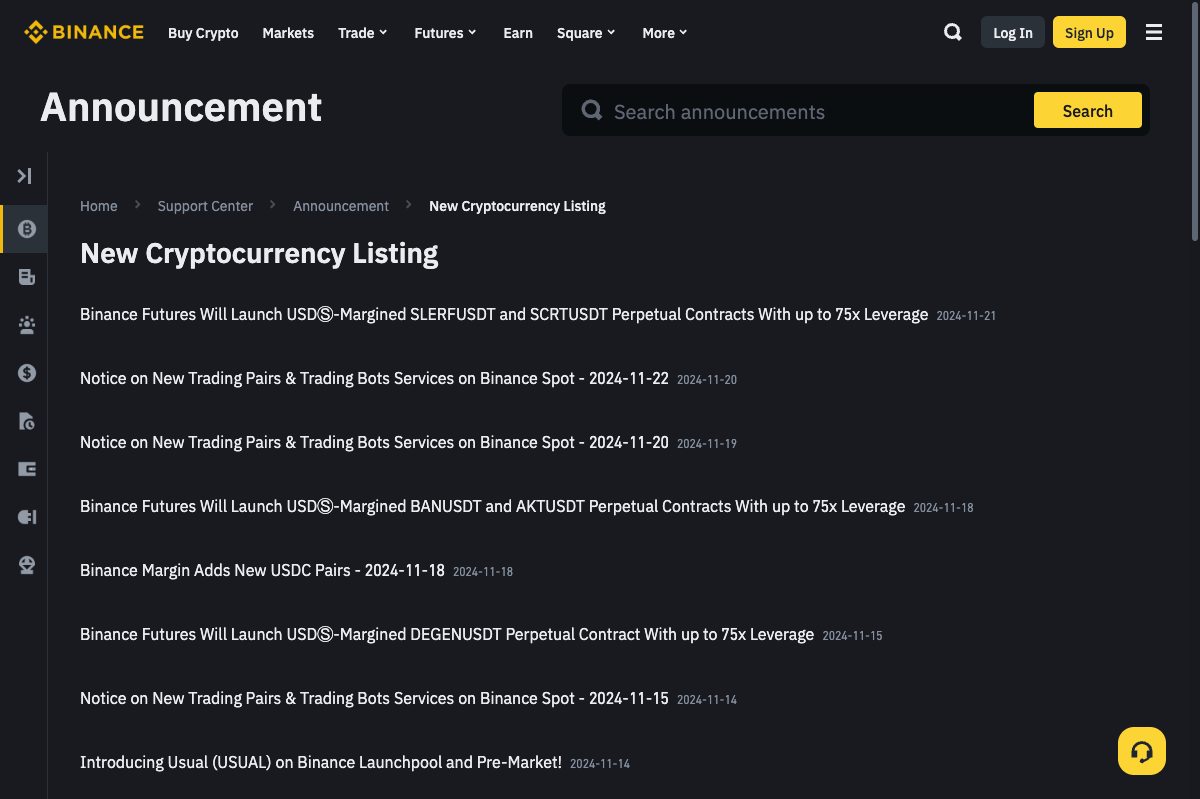 BINANCE Buy Crypto Markets Trade Futures Earn Square More Log In Sign Up
Announcement
Search announcements Search
Home Support Center Announcement New Cryptocurrency Listing
New Cryptocurrency Listing
Binance Futures Will Launch USDⓈ-Margined SLERFUSDT and SCRTUSDT Perpetual Contracts With up to 75x Leverage 2024-11-21
Notice on New Trading Pairs & Trading Bots Services on Binance Spot - 2024-11-22 2024-11-20
Notice on New Trading Pairs & Trading Bots Services on Binance Spot - 2024-11-20 2024-11-19
Binance Futures Will Launch USDⓈ-Margined BANUSDT and AKTUSDT Perpetual Contracts With up to 75x Leverage 2024-11-18
Binance Margin Adds New USDC Pairs - 2024-11-18 2024-11-18
Binance Futures Will Launch USDⓈ-Margined DEGENUSDT Perpetual Contract With up to 75x Leverage 2024-11-15
Notice on New Trading Pairs & Trading Bots Services on Binance Spot - 2024-11-15 2024-11-14
Introducing Usual (USUAL) on Binance Launchpool and Pre-Market! 2024-11-14